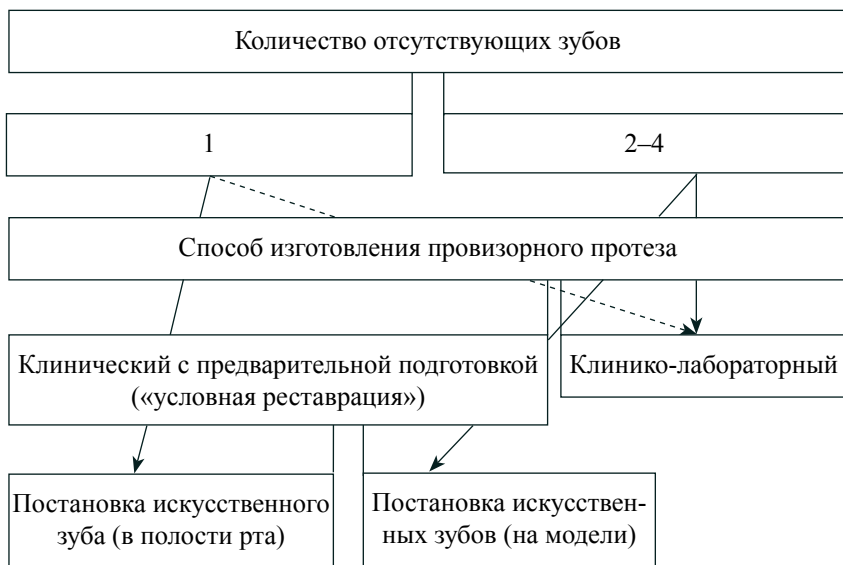 Количество отсутствующих зубов
1
2–4
Способ изготовления провизорного протеза
Клинический с предварительной подготовкой
(«условная реставрация»)
Клинико-лабораторный
Постановка искусственного
зуба (в полости рта)
Постановка искусствен-
ных зубов (на модели)